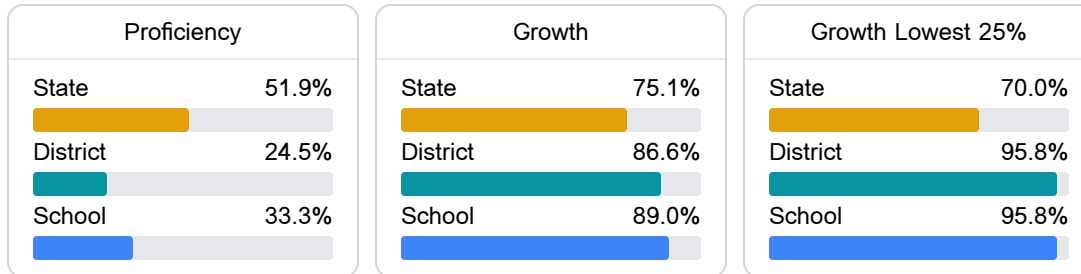 Proficiency
State 51.9%
District 24.5%
School 33.3%
Growth
State 75.1%
District 86.6%
School 89.0%
Growth Lowest 25%
State 70.0%
District 95.8%
School 95.8%